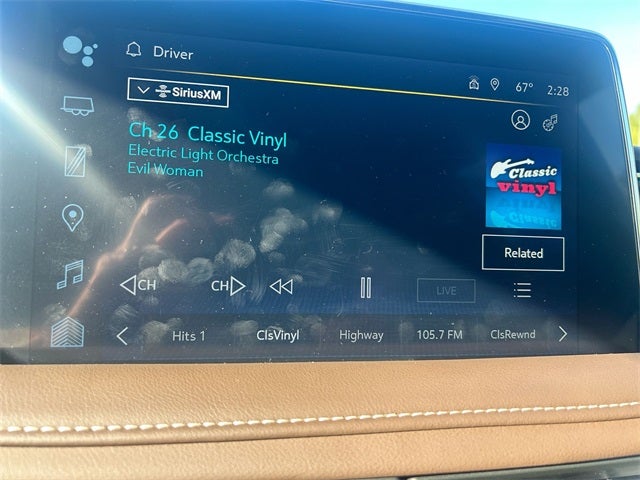 Driver
67° 2:28
SiriusXM
Ch 26 Classic Vinyl
Electric Light Orchestra
Evil Woman
Classic
vinyl
Related
CH CH LIVE
Hits 1 ClsVinyl Highway 105.7 FM ClsRewnd